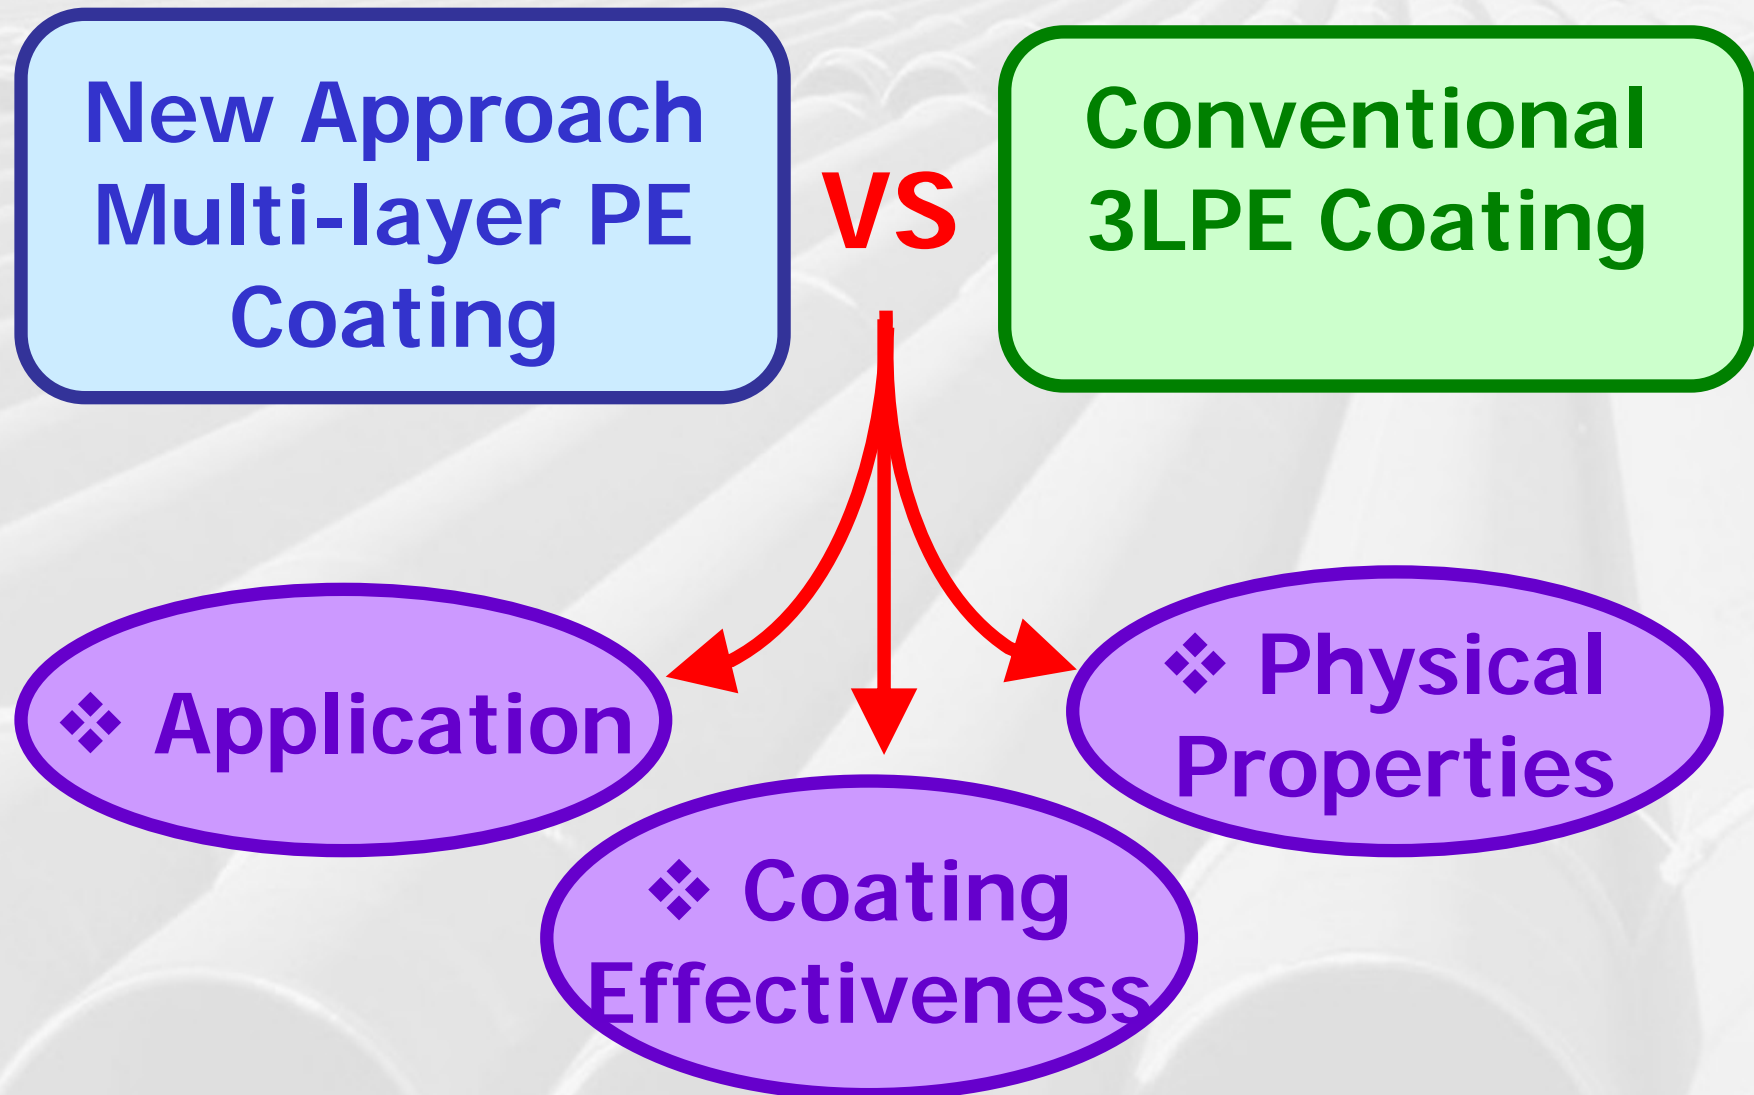 New Approach
Multi-layer PE
Coating
VS
Conventional
3LPE Coating
❖ Application
❖ Coating
Effectiveness
❖ Physical
Properties